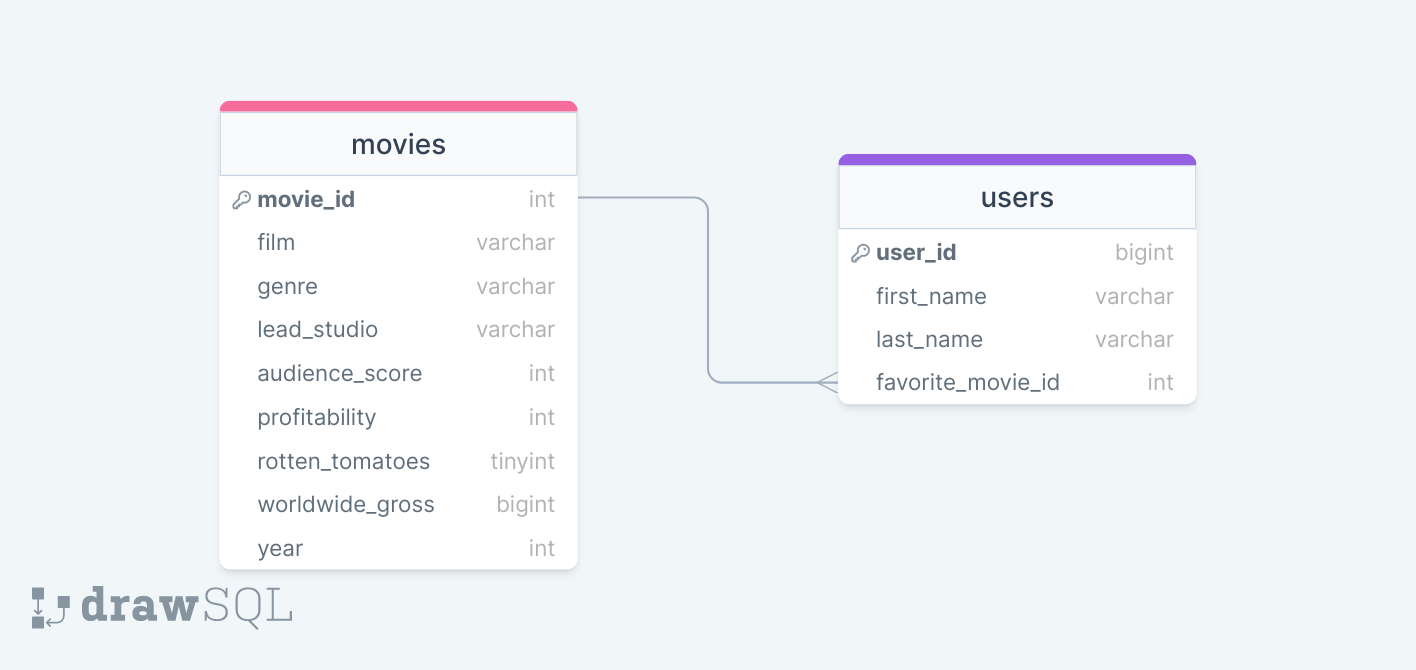 movies
movie_id int
film varchar
genre varchar
lead_studio varchar
audience_score int
profitability int
rotten_tomatoes tinyint
worldwide_gross bigint
year int
users
user_id bigint
first_name varchar
last_name varchar
favorite_movie_id int
drawSQL